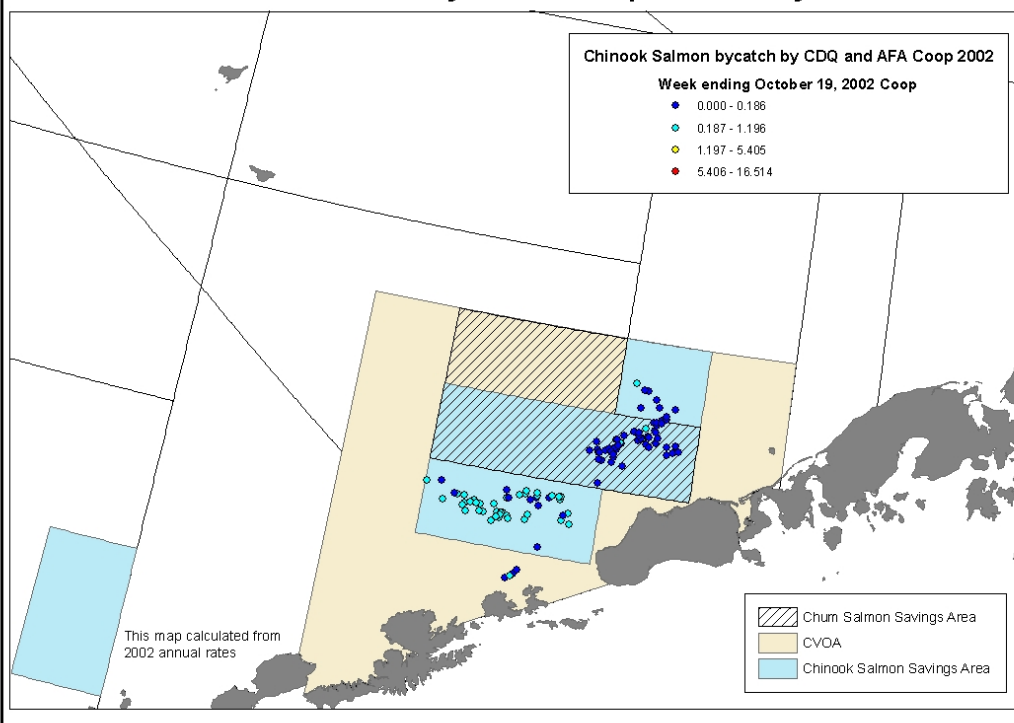 Chinook Salmon bycatch by CDQ and AFA Coop 2002
Week ending October 19, 2002 Coop
0.000 - 0.186
0.187 - 1.196
1.197 - 5.405
5.406 - 16.514
This map calculated from
2002 annual rates
Chum Salmon Savings Area
CVOA
Chinook Salmon Savings Area